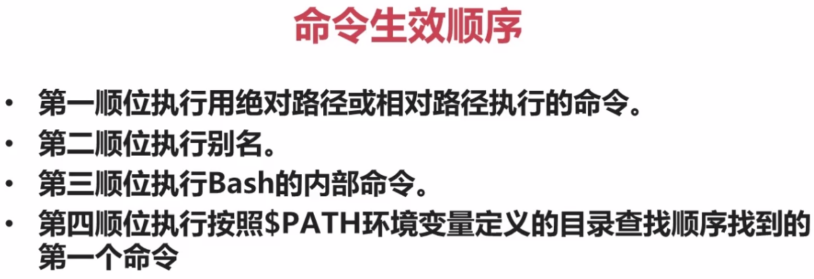 命令生效顺序
• 第一顺位执行用绝对路径或相对路径执行的命令。
• 第二顺位执行别名。
• 第三顺位执行Bash的内部命令。
• 第四顺位执行按照$PATH环境变量定义的目录查找顺序找到的
第一个命令